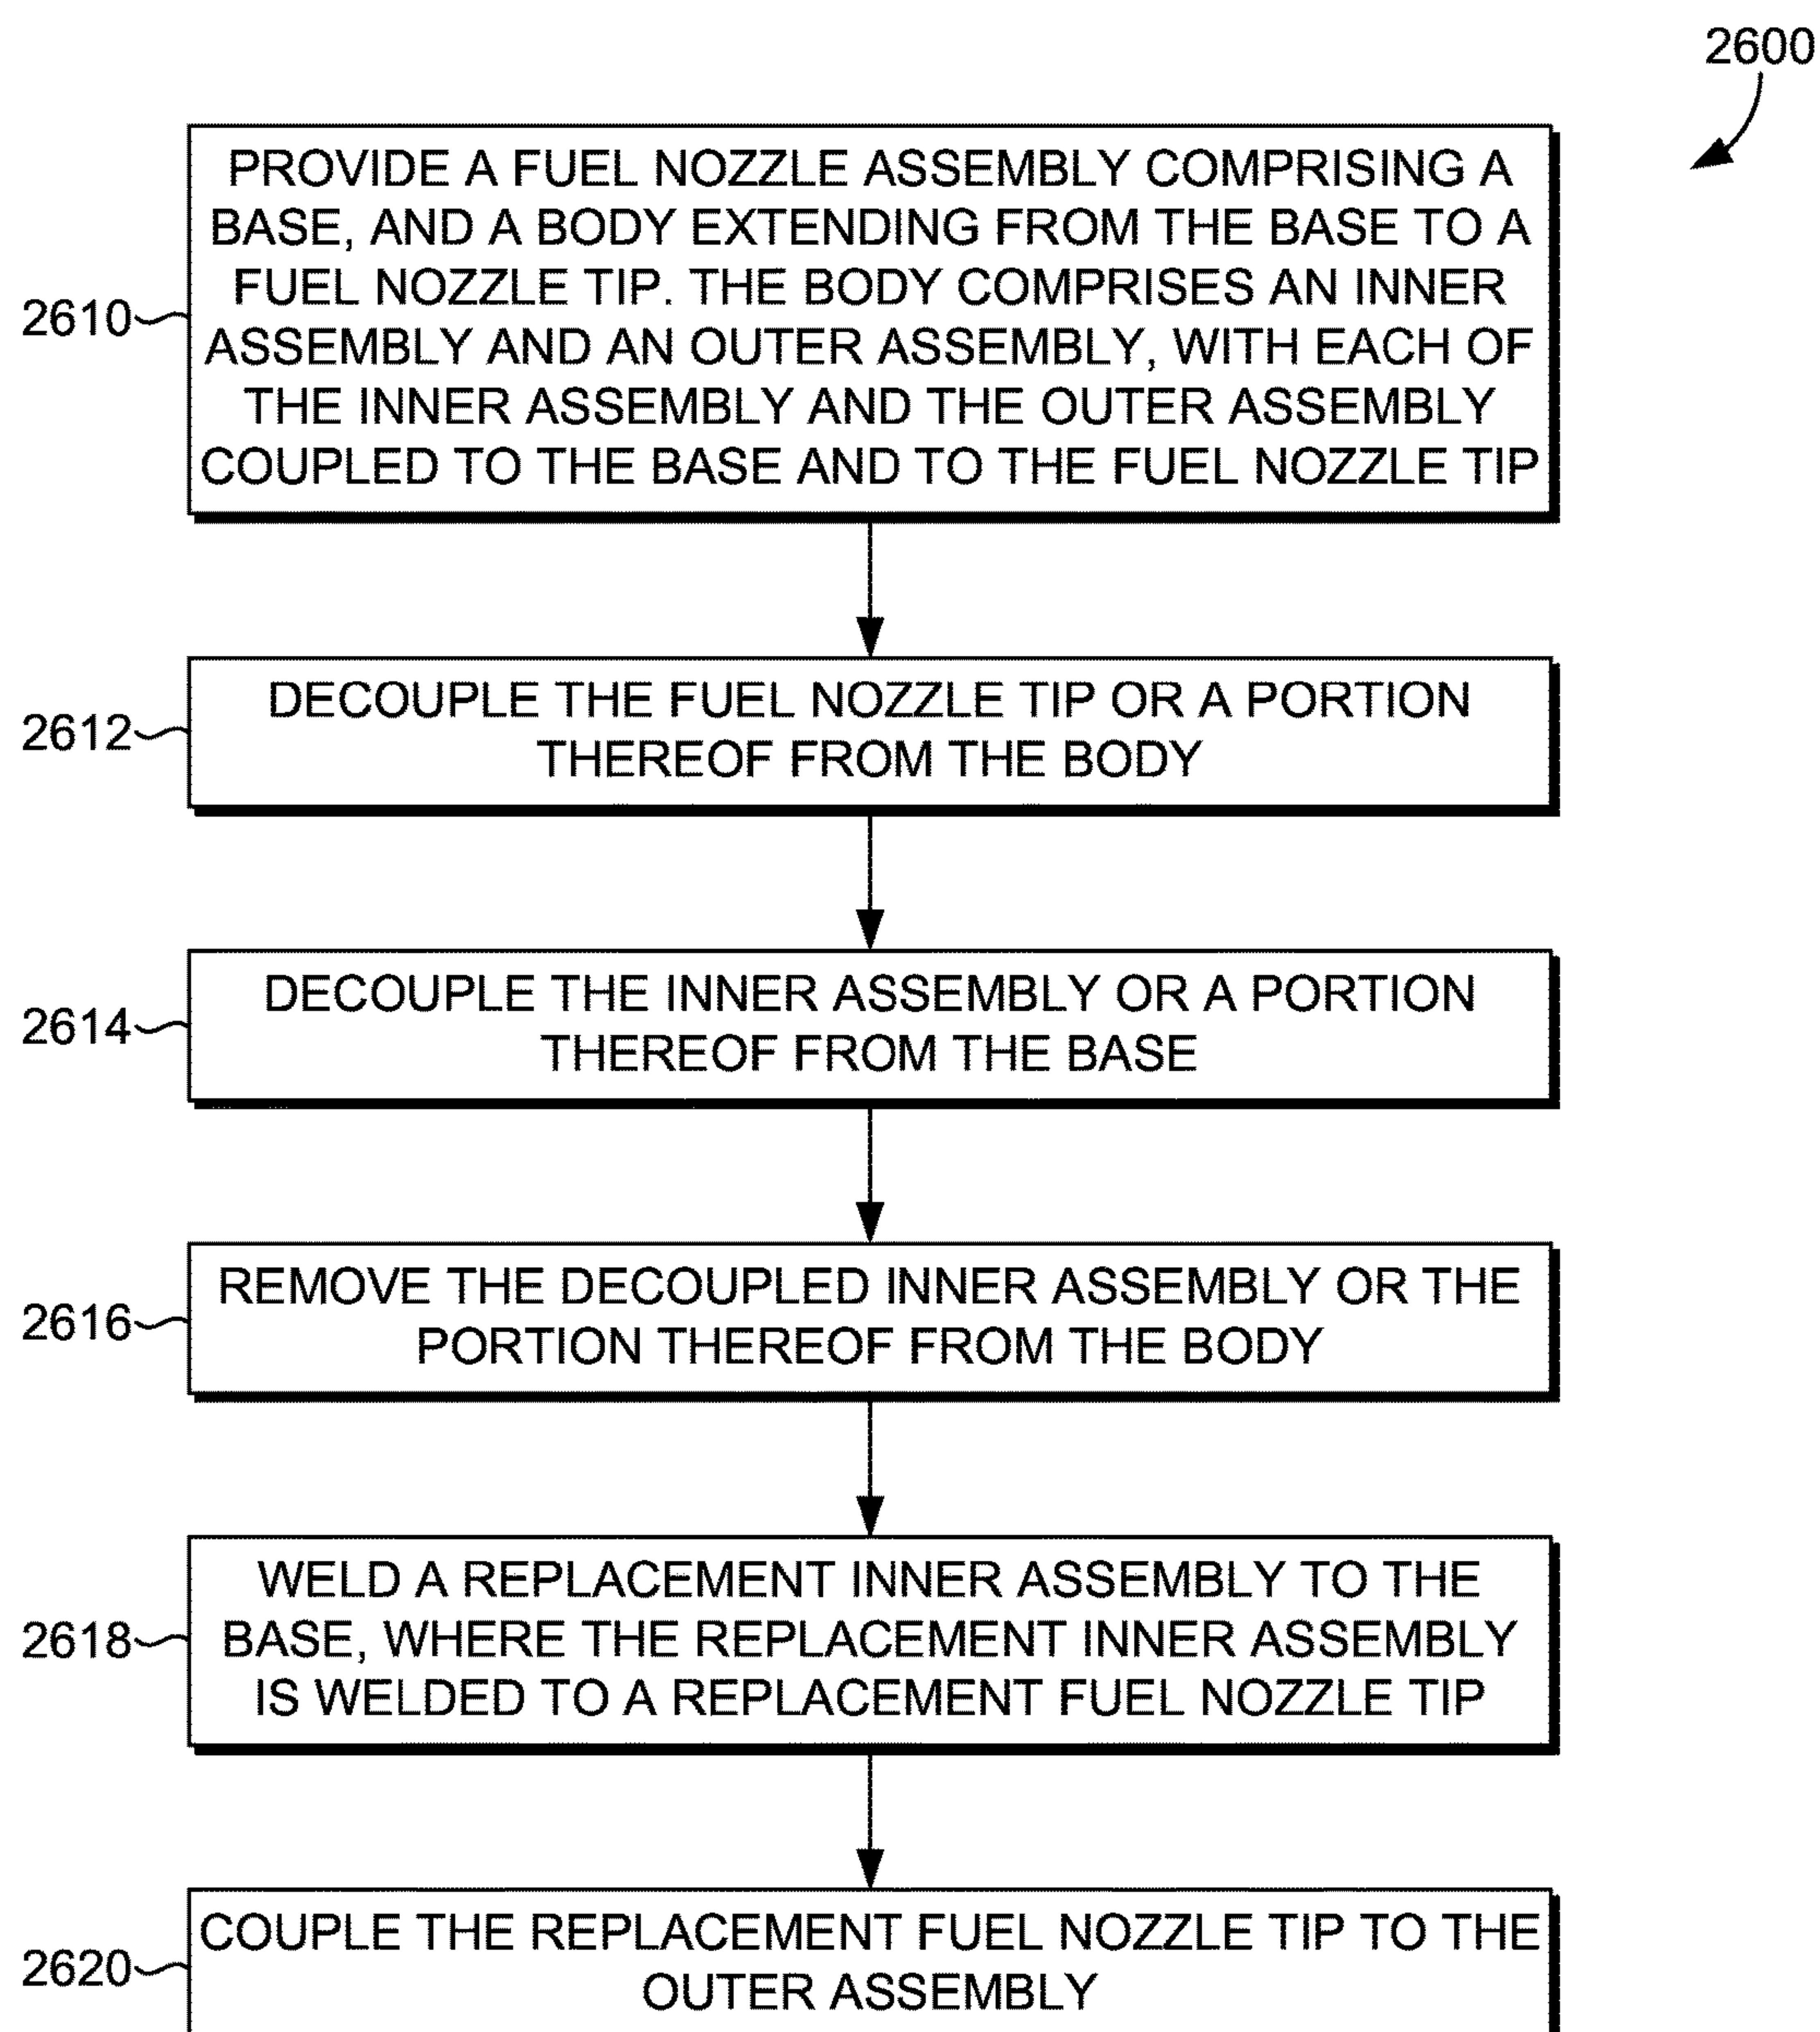 2600
PROVIDE A FUEL NOZZLE ASSEMBLY COMPRISING A
BASE, AND A BODY EXTENDING FROM THE BASE TO A
FUEL NOZZLE TIP. THE BODY COMPRISES AN INNER
ASSEMBLY AND AN OUTER ASSEMBLY, WITH EACH OF
THE INNER ASSEMBLY AND THE OUTER ASSEMBLY
COUPLED TO THE BASE AND TO THE FUEL NOZZLE TIP
2610
DECOUPLE THE FUEL NOZZLE TIP OR A PORTION
THEREOF FROM THE BODY
2612
DECOUPLE THE INNER ASSEMBLY OR A PORTION
THEREOF FROM THE BASE
2614
REMOVE THE DECOUPLED INNER ASSEMBLY OR THE
PORTION THEREOF FROM THE BODY
2616
WELD A REPLACEMENT INNER ASSEMBLY TO THE
BASE, WHERE THE REPLACEMENT INNER ASSEMBLY
IS WELDED TO A REPLACEMENT FUEL NOZZLE TIP
2618
COUPLE THE REPLACEMENT FUEL NOZZLE TIP TO THE
OUTER ASSEMBLY
2620